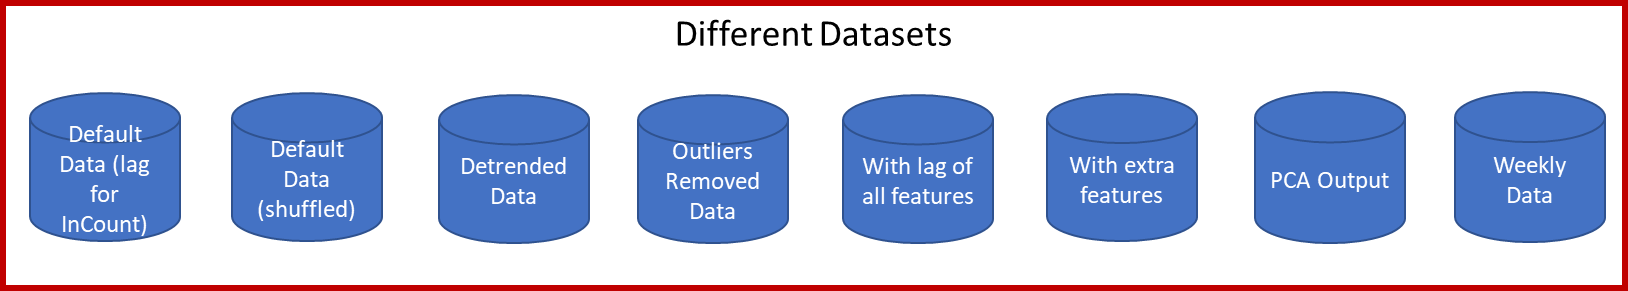 Different Datasets
Default
Data (lag
for
InCount)
Default
Data
(shuffled)
Detrended
Data
Outliers
Removed
Data
With lag of
all features
With extra
features
PCA Output
Weekly
Data